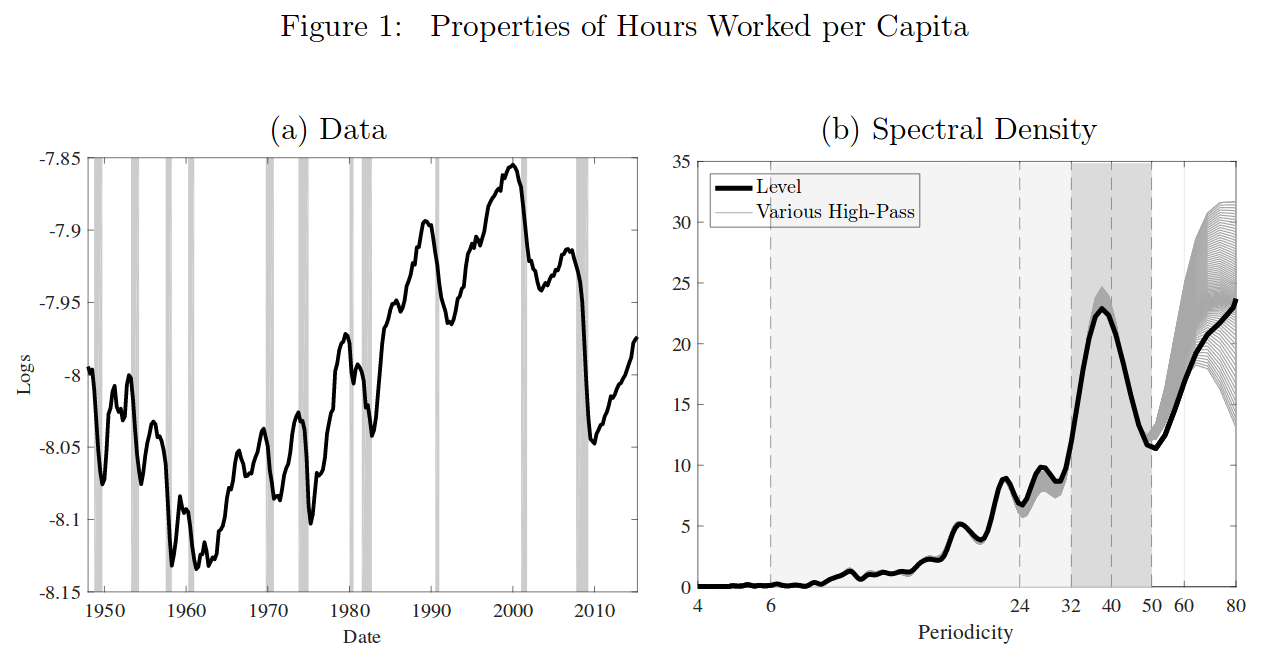 Figure 1: Properties of Hours Worked per Capita
(a) Data
-7.85
-7.9
-7.95
-8
-8.05
-8.1
-8.15
Logs
1950 1960 1970 1980 1990 2000 2010
Date
(b) Spectral Density
35
30
25
20
15
10
5
0
Level
Various High-Pass
4 6 24 32 40 50 60 80
Periodicity